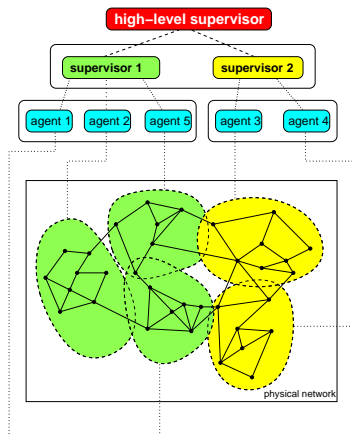 high-level supervisor
supervisor 1
supervisor 2
agent 1
agent 2
agent 5
agent 3
agent 4
physical network